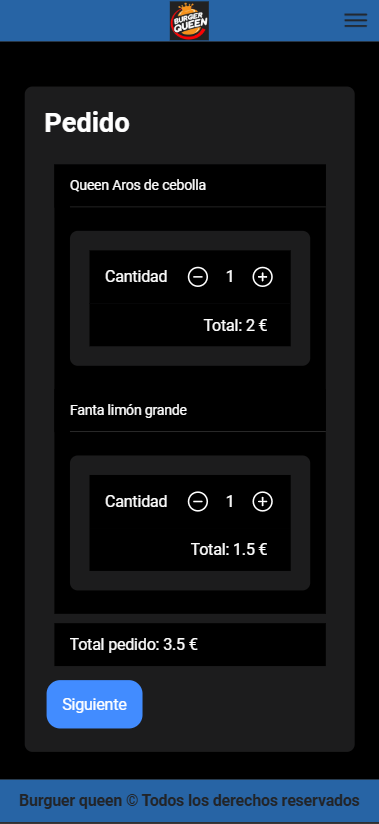 BURGUER
QUEEN
Pedido
Queen Aros de cebolla
Cantidad 1
Total: 2 €
Fanta limón grande
Cantidad 1
Total: 1.5 €
Total pedido: 3.5 €
Siguiente
Burguer queen © Todos los derechos reservados